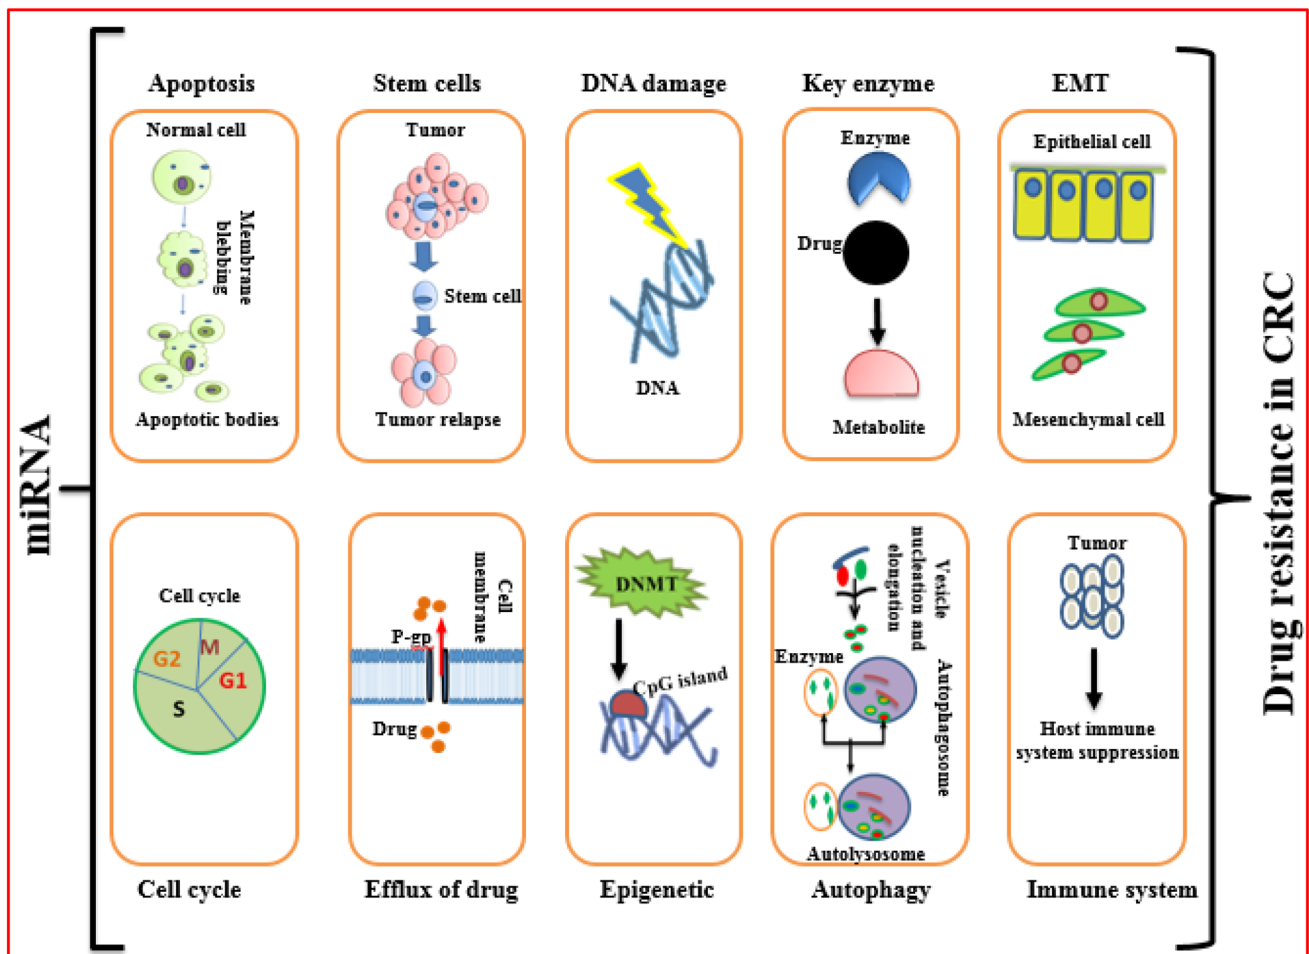 miRNA
Apoptosis
Normal cell
Membrane
blebbing
Apoptotic bodies
Stem cells
Tumor
Stem cell
Tumor relapse
DNA damage
DNA
Key enzyme
Enzyme
Drug
Metabolite
EMT
Epithelial cell
Mesenchymal cell
Cell cycle
G2
M
G1
S
Cell cycle
Cell
membrane
P-gp
Drug
Efflux of drug
DNMT
CpG island
Epigenetic
Vesicle
nucleation and
elongation
Enzyme
Autophagosome
Autolysosome
Autophagy
Tumor
Host immune
system suppression
Immune system
Drug resistance in CRC